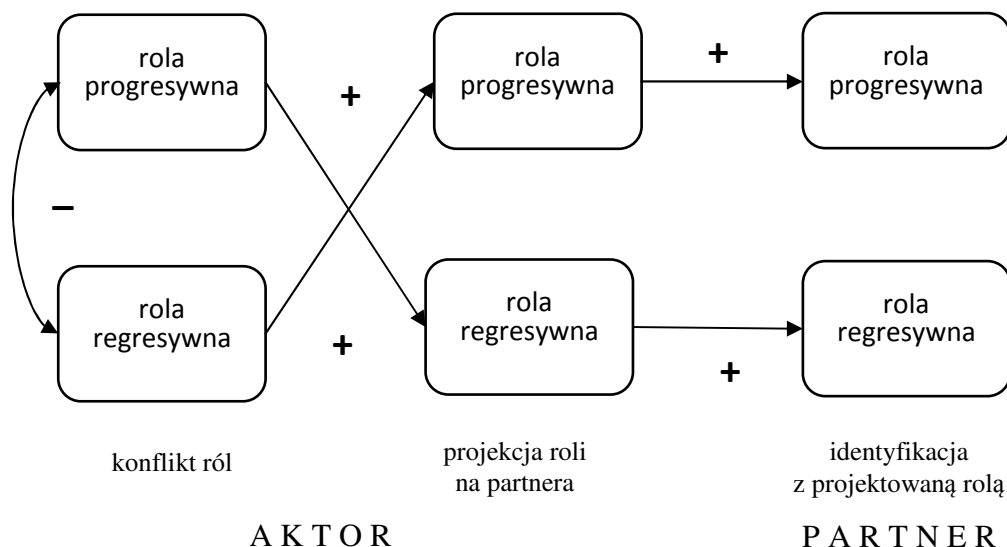 rola
progresywna
rola
progresywna
rola
progresywna
+
+
−
rola
regresywna
rola
regresywna
rola
regresywna
+
+
konflikt ról
projekcja roli
na partnera
identyfikacja
z projektowaną rolą
A K T O R
P A R T N E R